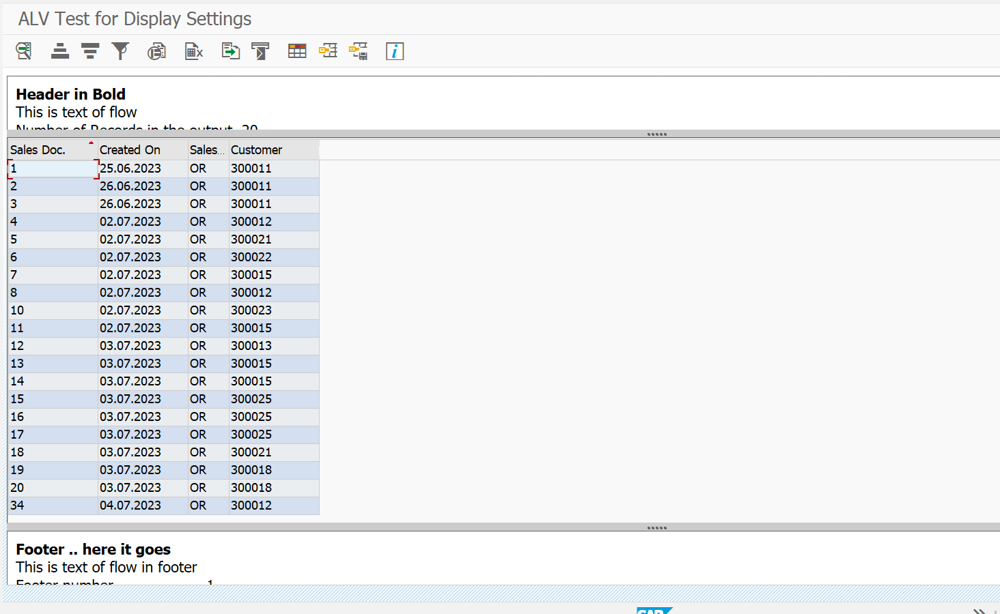 ALV Test for Display Settings
Header in Bold
This is text of flow
Number of Records in the output 20
Sales Doc. Created On Sales... Customer
1 25.06.2023 OR 300011
2 26.06.2023 OR 300011
3 26.06.2023 OR 300011
4 02.07.2023 OR 300012
5 02.07.2023 OR 300021
6 02.07.2023 OR 300022
7 02.07.2023 OR 300015
8 02.07.2023 OR 300012
10 02.07.2023 OR 300023
11 02.07.2023 OR 300015
12 03.07.2023 OR 300013
13 03.07.2023 OR 300015
14 03.07.2023 OR 300015
15 03.07.2023 OR 300025
16 03.07.2023 OR 300025
17 03.07.2023 OR 300025
18 03.07.2023 OR 300021
19 03.07.2023 OR 300018
20 03.07.2023 OR 300018
34 04.07.2023 OR 300012
Footer .. here it goes
This is text of flow in footer
Footer number 1
SAP